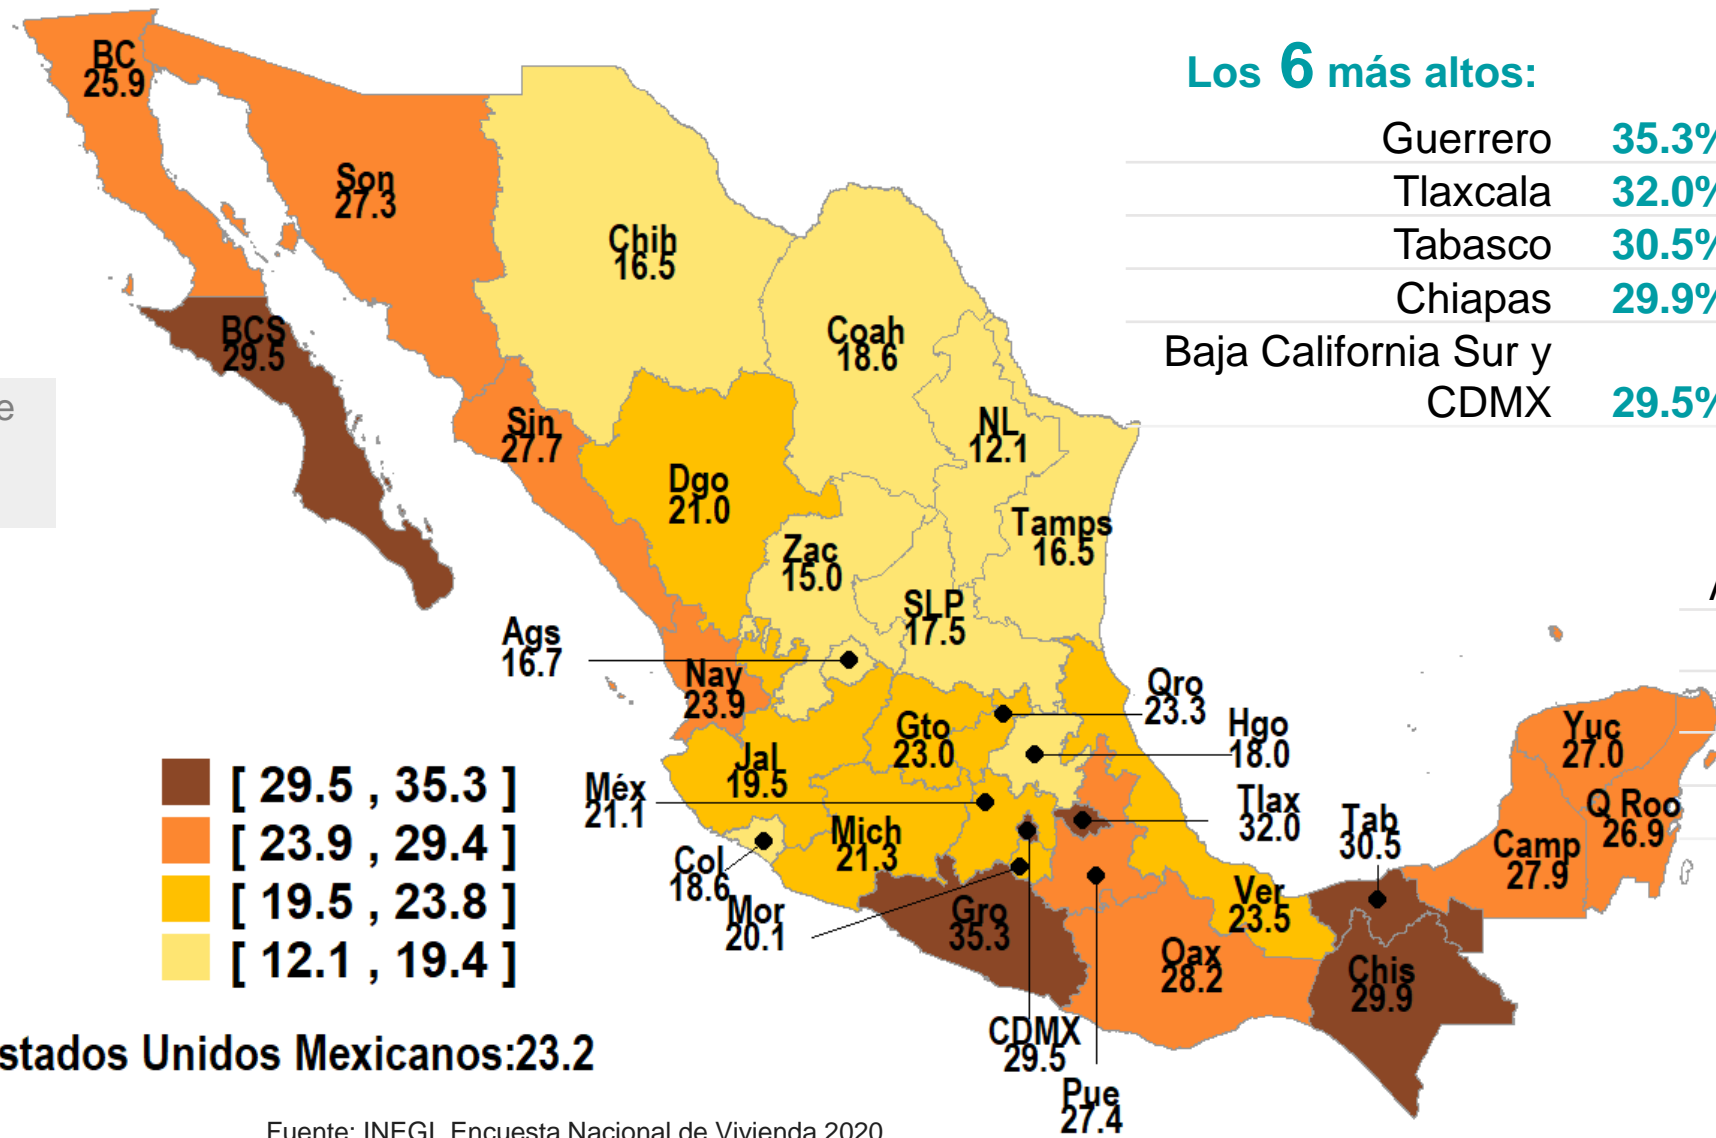 BC
25.9
Son
27.3
Chih
16.5
BCS
29.5
Coah
18.6
Sin
27.7
NL
12.1
Dgo
21.0
Tamps
16.5
Zac
15.0
SLP
17.5
Ags
16.7
Nay
23.9
Qro
23.3
Hgo
18.0
Gto
23.0
Jal
19.5
Méx
21.1
Tlax
32.0
Tab
30.5
Yuc
27.0
Q Roo
26.9
Camp
27.9
Mich
21.3
Col
18.6
Mor
20.1
Gro
35.3
Ver
23.5
Oax
28.2
Chis
29.9
CDMX
29.5
Pue
27.4
Los 6 más altos:
Guerrero 35.3%
Tlaxcala 32.0%
Tabasco 30.5%
Chiapas 29.9%
Baja California Sur y
CDMX 29.5%
e
[ 29.5 , 35.3 ]
[ 23.9 , 29.4 ]
[ 19.5 , 23.8 ]
[ 12.1 , 19.4 ]
stados Unidos Mexicanos:23.2
Fuente: INEGI. Encuesta Nacional de Vivienda 2020